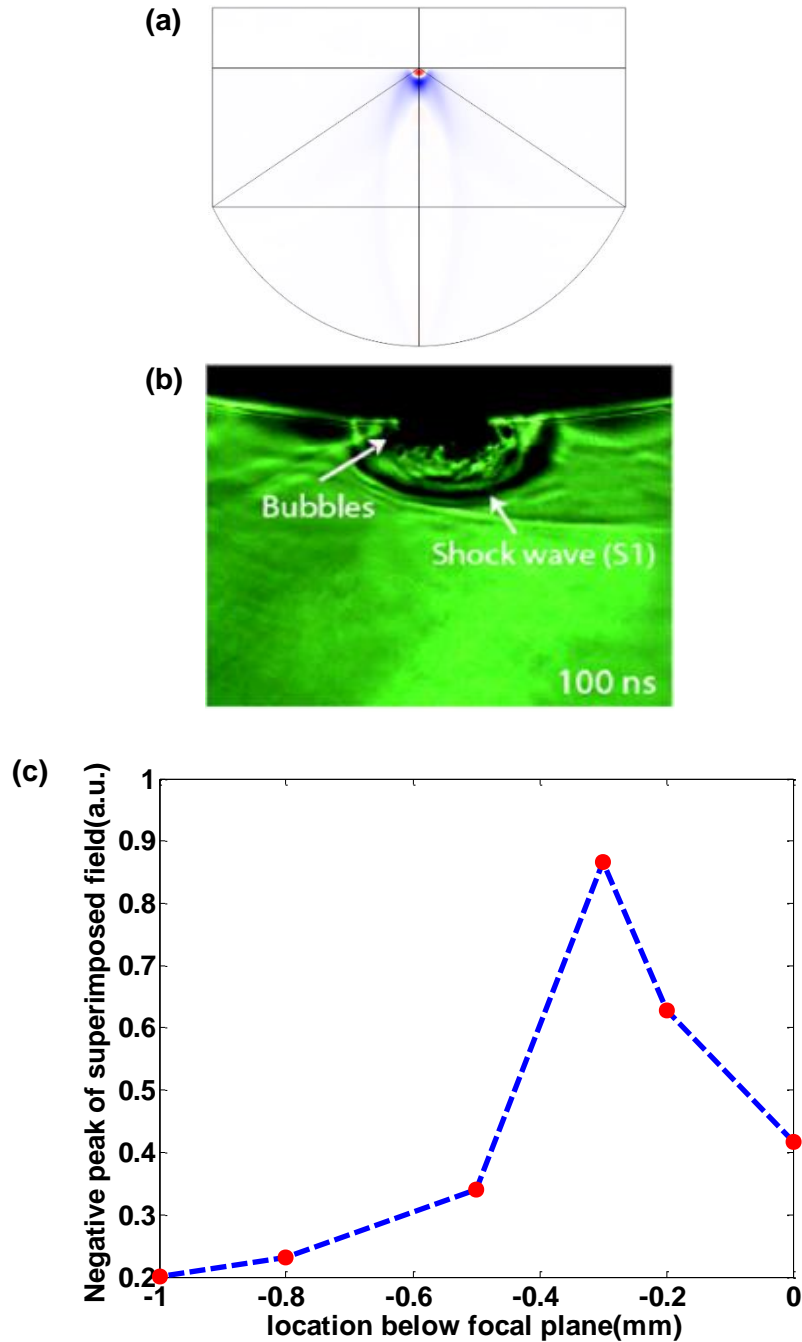 (a)
(b)
Bubbles
Shock wave (S1)
100 ns
(c)
Negative peak of superimposed field(a.u.)
1
0.9
0.8
0.7
0.6
0.5
0.4
0.3
0.2
-1
-0.8
-0.6
-0.4
-0.2
0
location below focal plane(mm)